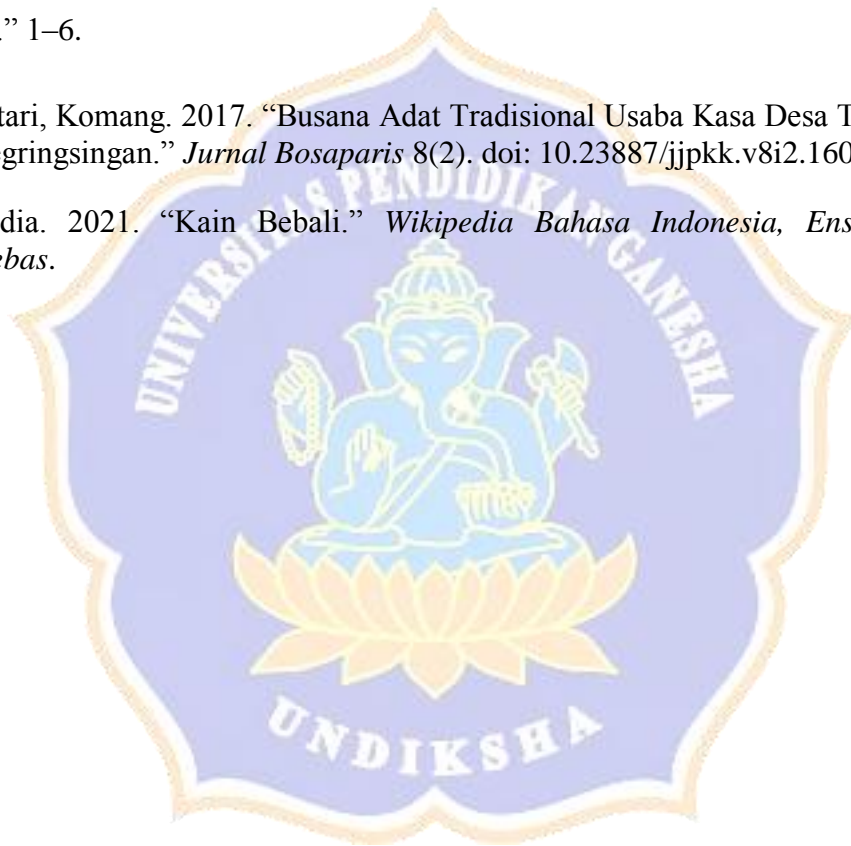 .” 1–6.
tari, Komang. 2017. “Busana Adat Tradisional Usaba Kasa Desa T
egringsingan.” Jurnal Bosaparis 8(2). doi: 10.23887/jjpkk.v8i2.160
dia. 2021. “Kain Bebali.” Wikipedia Bahasa Indonesia, Ens
ebas.
UNIVERSITAS PENDIDIKAN GANESHA
UNDIKSHA